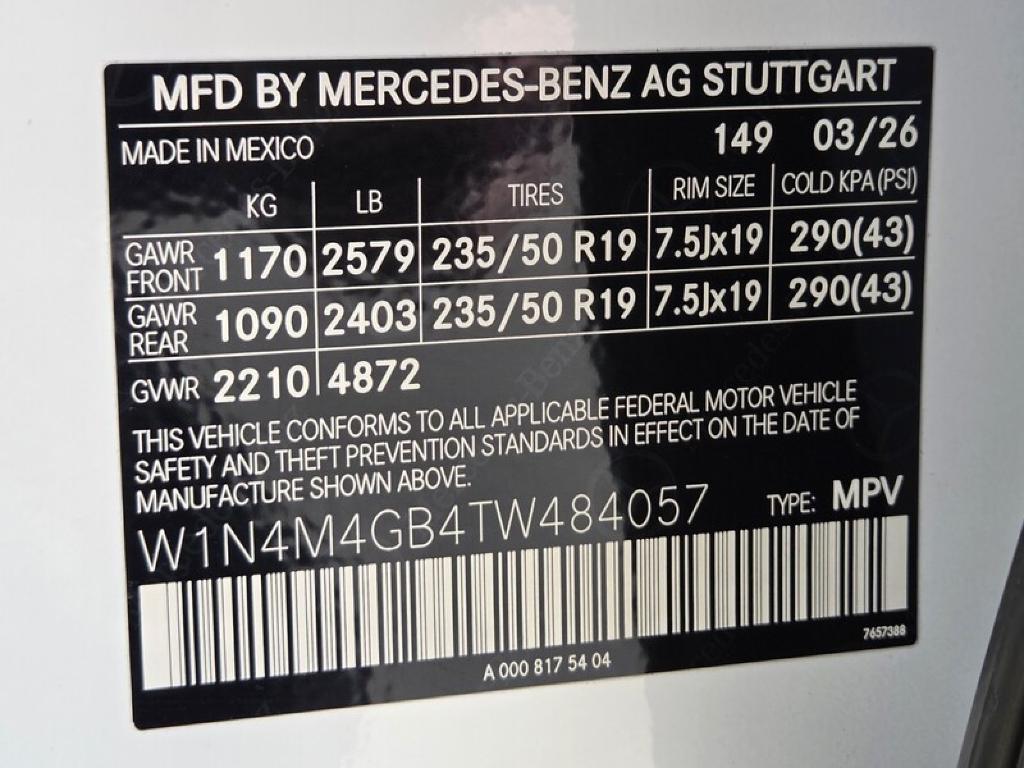 MFD BY MERCEDES-BENZ AG STUTTGART
MADE IN MEXICO 149 03/26
KG LB TIRES RIM SIZE COLD KPA (PSI)
GAWR FRONT 1170 2579 235/50 R19 7.5Jx19 290(43)
GAWR REAR 1090 2403 235/50 R19 7.5Jx19 290(43)
GVWR 2210 4872
THIS VEHICLE CONFORMS TO ALL APPLICABLE FEDERAL MOTOR VEHICLE
SAFETY AND THEFT PREVENTION STANDARDS IN EFFECT ON THE DATE OF
MANUFACTURE SHOWN ABOVE.
W1N4M4GB4TW484057 TYPE: MPV
7657388
A 000 817 54 04